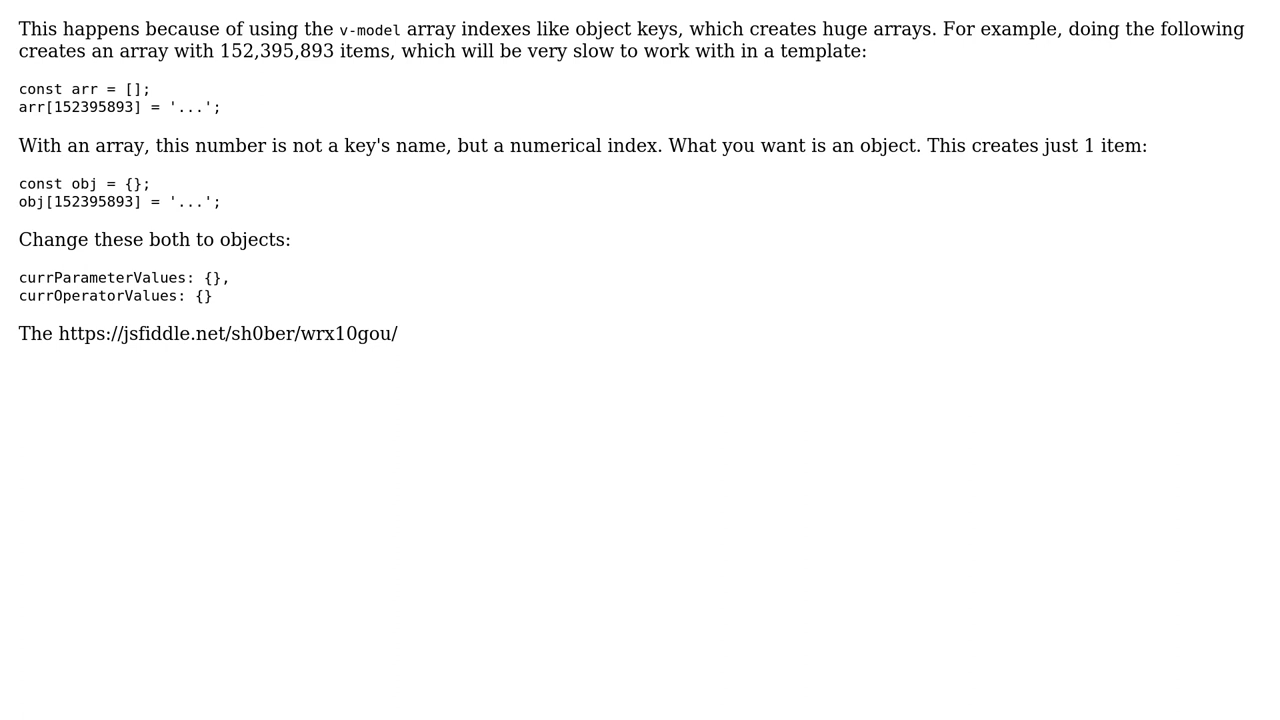 This happens because of using the v-model array indexes like object keys, which creates huge arrays. For example, doing the following
creates an array with 152,395,893 items, which will be very slow to work with in a template:
const arr = [];
arr[152395893] = '...';
With an array, this number is not a key's name, but a numerical index. What you want is an object. This creates just 1 item:
const obj = {};
obj[152395893] = '...';
Change these both to objects:
currParameterValues: {},
currOperatorValues: {}
The https://jsfiddle.net/sh0ber/wrx10gou/